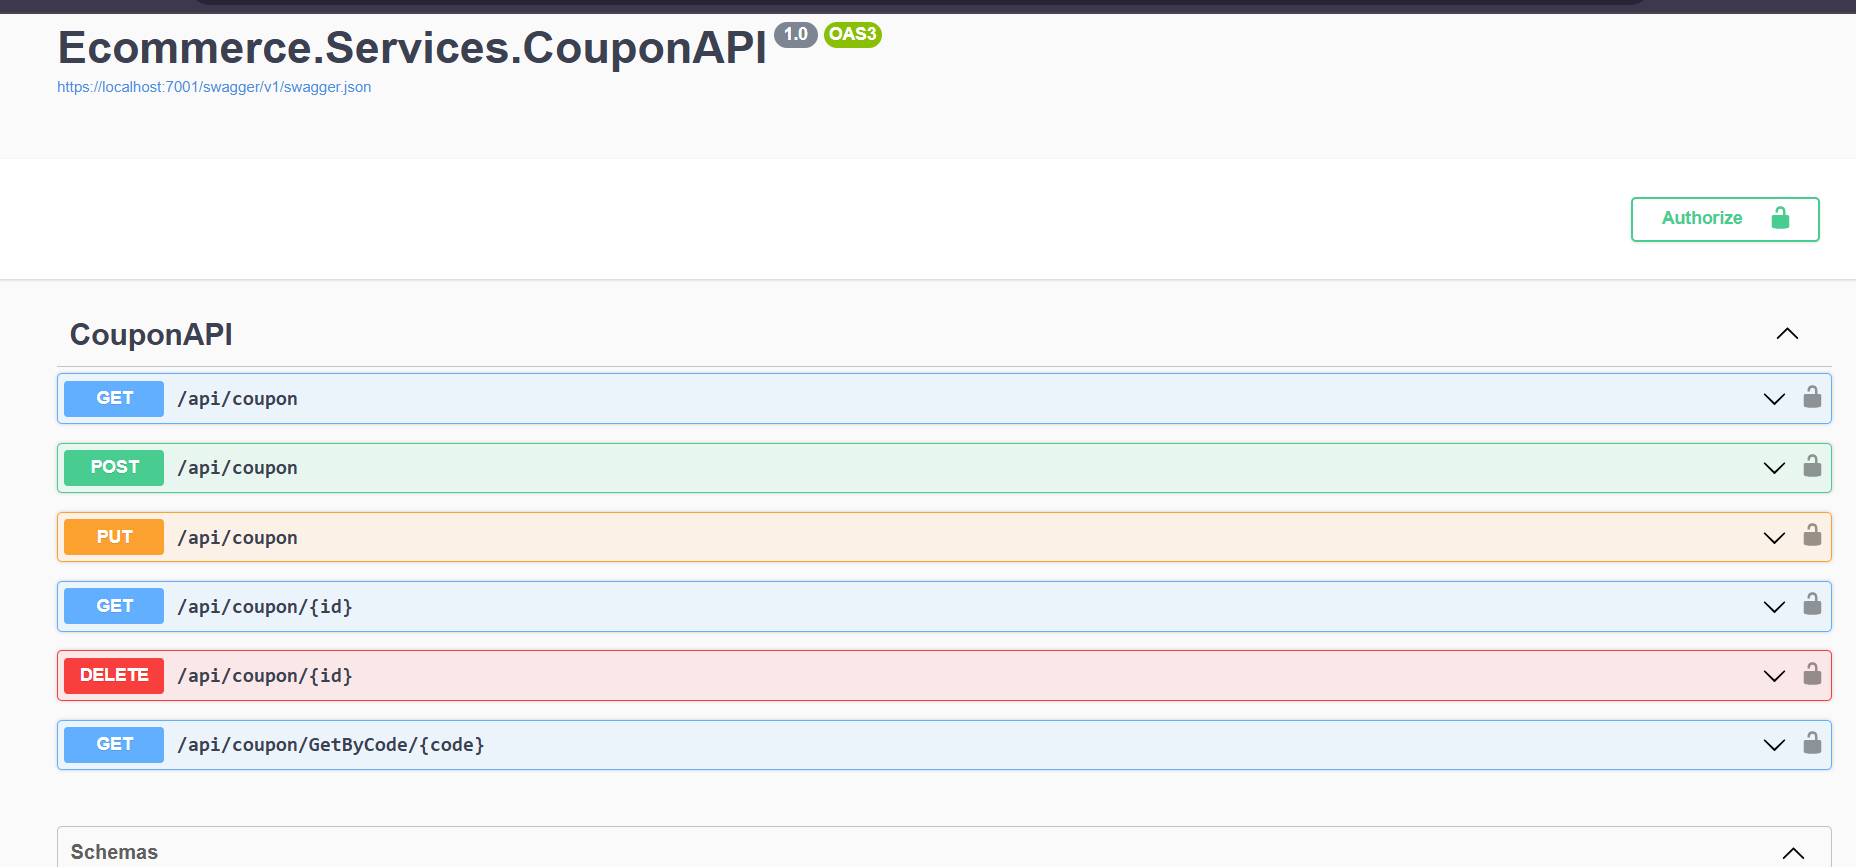 Ecommerce.Services.CouponAPI 1.0 OAS3
https://localhost:7001/swagger/v1/swagger.json
Authorize
CouponAPI
GET /api/coupon
POST /api/coupon
PUT /api/coupon
GET /api/coupon/{id}
DELETE /api/coupon/{id}
GET /api/coupon/GetByCode/{code}
Schemas